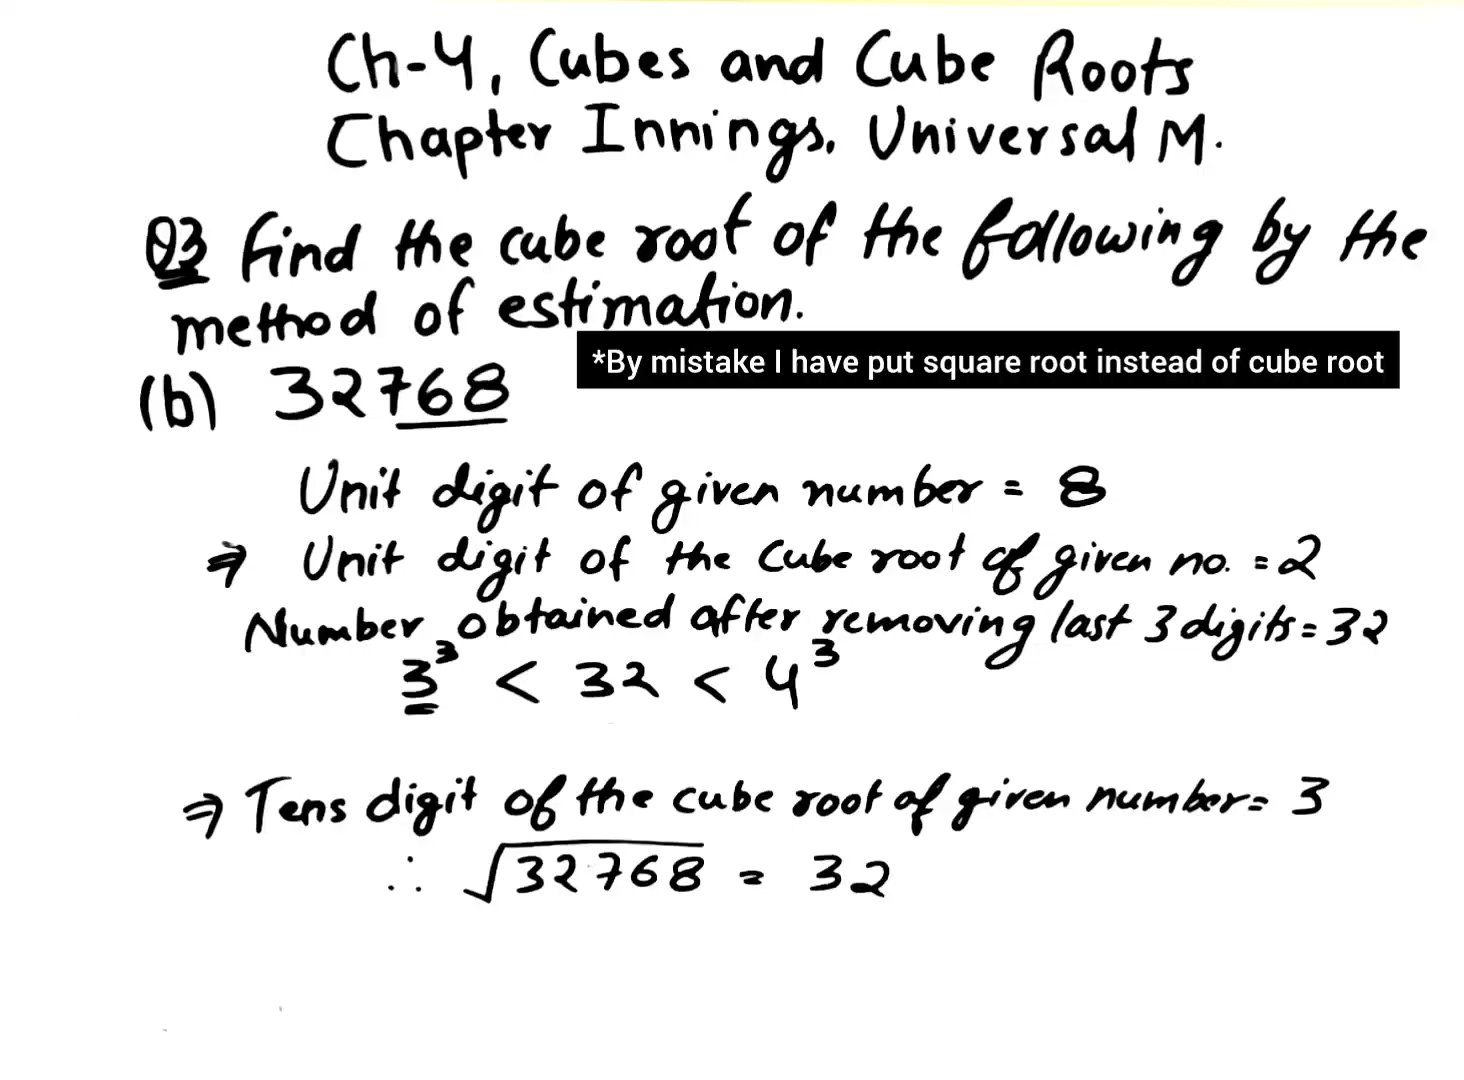 Ch-4, Cubes and Cube Roots
Chapter Innings. Universal M.
Q3 find the cube root of the following by the
method of estimation.
*By mistake I have put square root instead of cube root
(b) 32768
Unit digit of given number = 8
⇒ Unit digit of the Cube root of given no. = 2
Number obtained after removing last 3 digits = 32
3³ < 32 < 4³
⇒ Tens digit of the cube root of given number = 3
∴ √32768 = 32